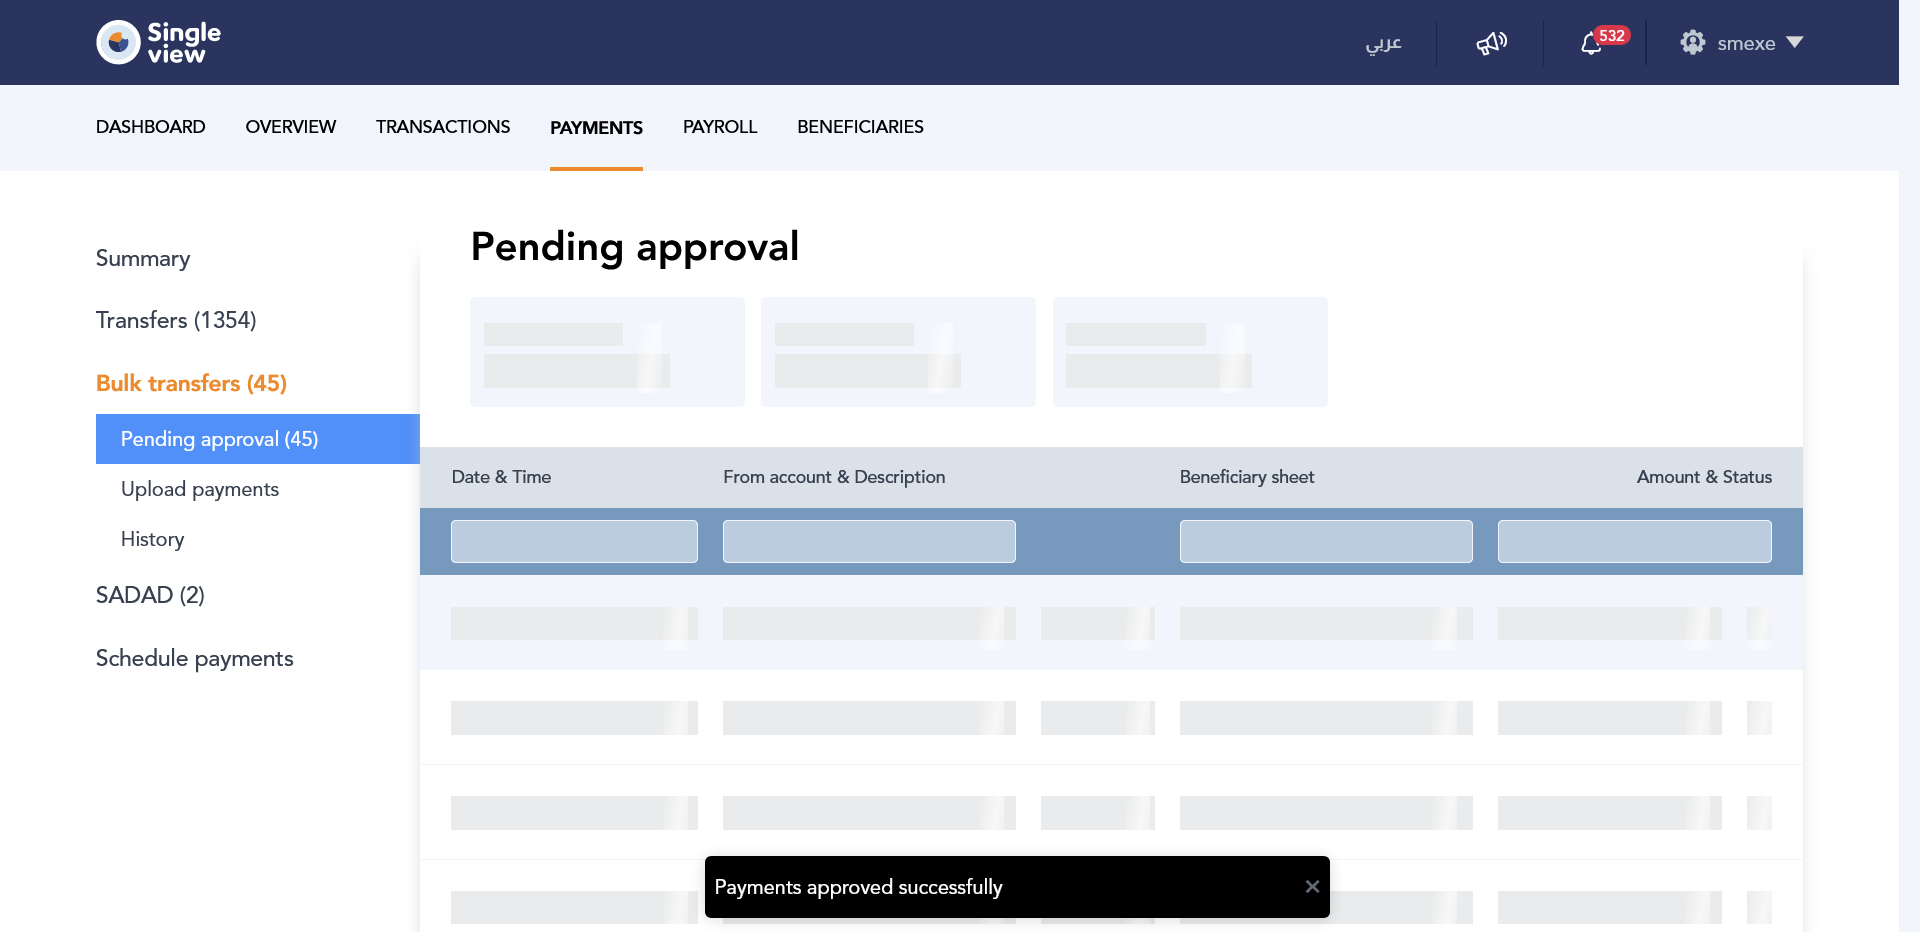 Single
view
عربي
532
smexe
DASHBOARD
OVERVIEW
TRANSACTIONS
PAYMENTS
PAYROLL
BENEFICIARIES
Summary
Transfers (1354)
Bulk transfers (45)
Pending approval (45)
Upload payments
History
SADAD (2)
Schedule payments
Pending approval
Date & Time
From account & Description
Beneficiary sheet
Amount & Status
Payments approved successfully